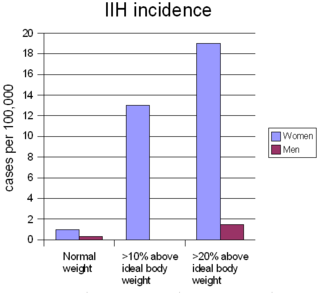 IIH incidence
cases per 100,000
20
18
16
14
12
10
8
6
4
2
0
Normal
weight
>10% above
ideal body
weight
>20% above
ideal body
weight
Women
Men